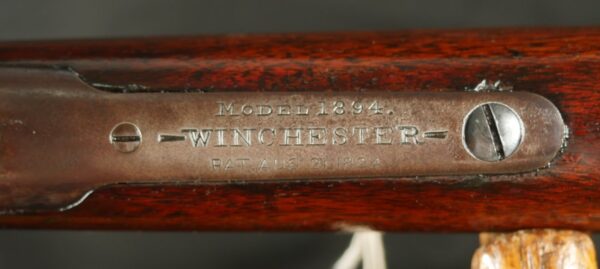 MODEL 1894.
-WINCHESTER-
PAT. AUG. 21. 1894